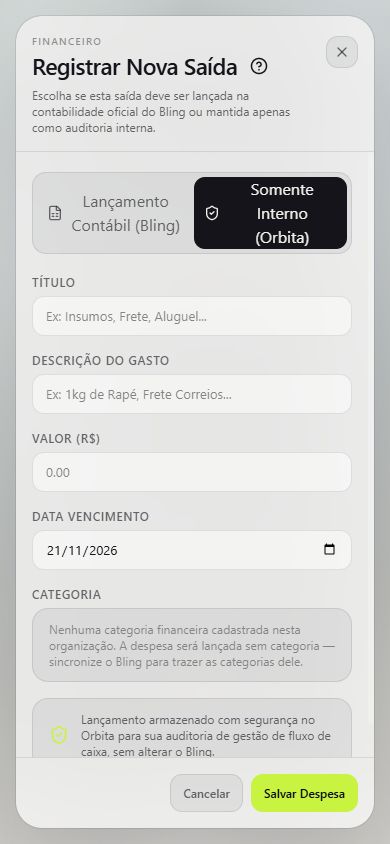 FINANCEIRO
Registrar Nova Saída
Escolha se esta saída deve ser lançada na
contabilidade oficial do Bling ou mantida apenas
como auditoria interna.
Lançamento
Contábil (Bling)
Somente
Interno
(Orbita)
TÍTULO
Ex: Insumos, Frete, Aluguel...
DESCRIÇÃO DO GASTO
Ex: 1kg de Rapé, Frete Correios...
VALOR (R$)
0.00
DATA VENCIMENTO
21/11/2026
CATEGORIA
Nenhuma categoria financeira cadastrada nesta
organização. A despesa será lançada sem categoria —
sincronize o Bling para trazer as categorias dele.
Lançamento armazenado com segurança no
Orbita para sua auditoria de gestão de fluxo de
caixa, sem alterar o Bling.
Cancelar
Salvar Despesa